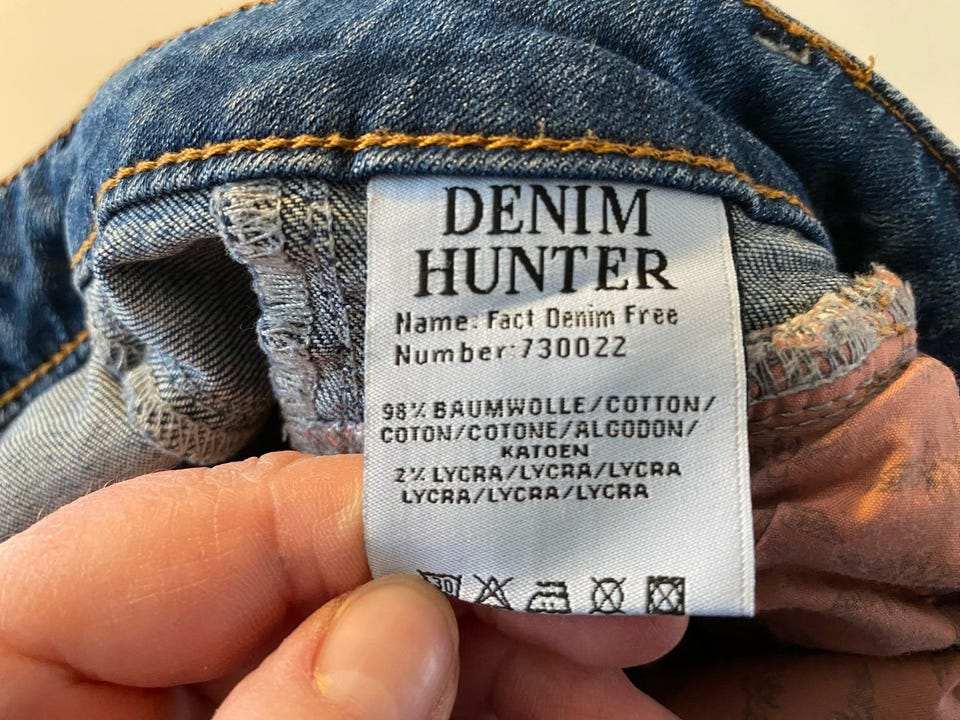 DENIM
HUNTER
Name: Fact Denim Free
Number:730022
98% BAUMWOLLE/COTTON/
COTON/COTONE/ALGODON/
KATOEN
2% LYCRA/LYCRA/LYCRA
LYCRA/LYCRA/LYCRA
30